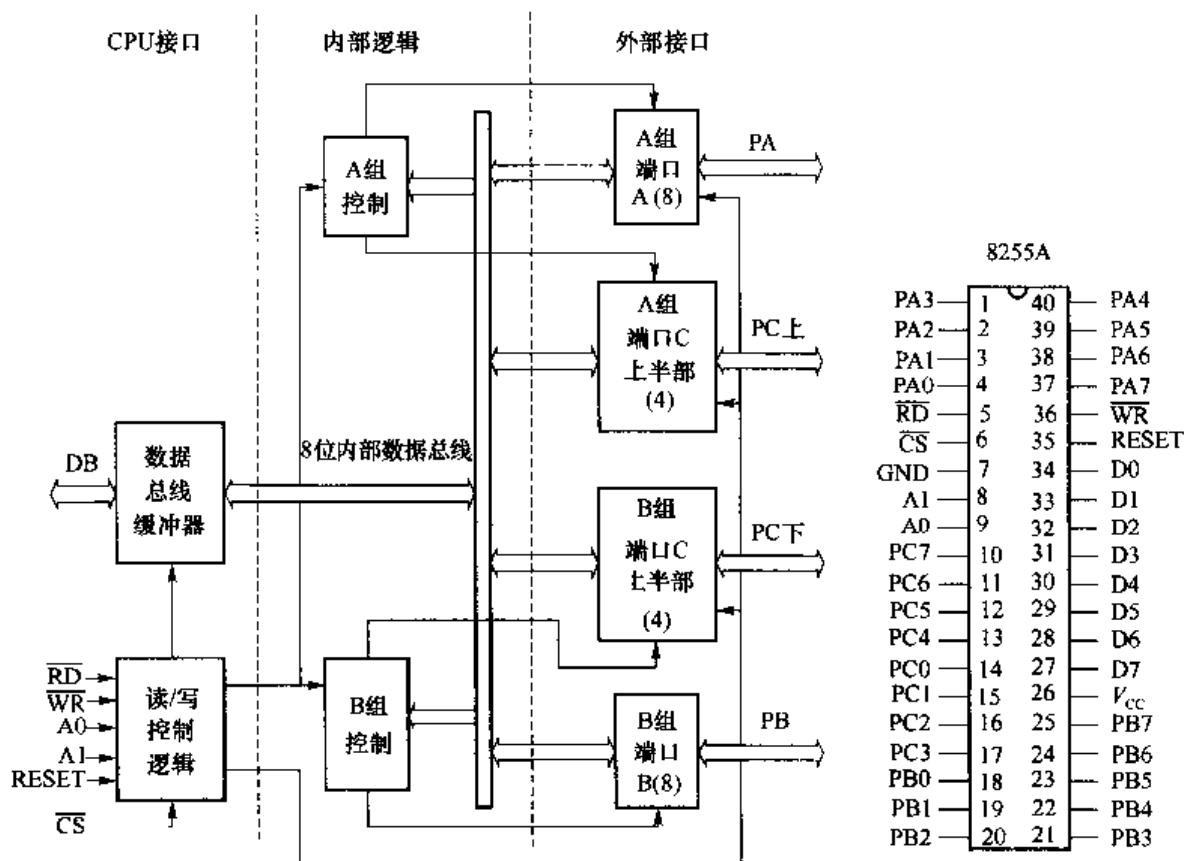 CPU接口
内部逻辑
外部接口
A组
控制
A组
端口
A(8)
PA
A组
端口C
上半部
(4)
PC上
DB
数据
总线
缓冲器
8位内部数据总线
B组
端口C
上半部
(4)
PC下
R̅D̅
W̅R̅
A0
A1
RESET
C̅S̅
读/写
控制
逻辑
B组
控制
B组
端口
B(8)
PB
8255A
PA3 1 40 PA4
PA2 2 39 PA5
PA1 3 38 PA6
PA0 4 37 PA7
R̅D̅ 5 36 W̅R̅
C̅S̅ 6 35 RESET
GND 7 34 D0
A1 8 33 D1
A0 9 32 D2
PC7 10 31 D3
PC6 11 30 D4
PC5 12 29 D5
PC4 13 28 D6
PC0 14 27 D7
PC1 15 26 VCC
PC2 16 25 PB7
PC3 17 24 PB6
PB0 18 23 PB5
PB1 19 22 PB4
PB2 20 21 PB3